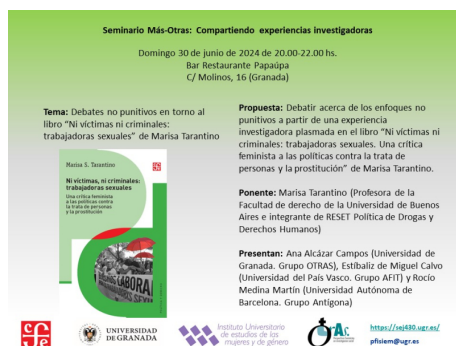 Seminario Más-Otras: Compartiendo experiencias investigadoras
Domingo 30 de junio de 2024 de 20.00-22.00 hs.
Bar Restaurante Papaúpa
C/ Molinos, 16 (Granada)
Tema: Debates no punitivos en torno al
libro "Ni víctimas ni criminales:
trabajadoras sexuales" de Marisa Tarantino
Marisa S. Tarantino
Ni víctimas, ni criminales:
trabajadoras sexuales
Una crítica feminista
a las políticas contra
la trata de personas
y la prostitución
Propuesta: Debatir acerca de los enfoques no
punitivos a partir de una experiencia
investigadora plasmada en el libro "Ni víctimas ni
criminales: trabajadoras sexuales. Una crítica
feminista a las políticas contra la trata de
personas y la prostitución" de Marisa Tarantino.
Ponente: Marisa Tarantino (Profesora de la
Facultad de derecho de la Universidad de Buenos
Aires e integrante de RESET Política de Drogas y
Derechos Humanos)
Presentan: Ana Alcázar Campos (Universidad de
Granada. Grupo OTRAS), Estíbaliz de Miguel Calvo
(Universidad del País Vasco. Grupo AFIT) y Rocío
Medina Martín (Universidad Autónoma de
Barcelona. Grupo Antígona)
UNIVERSIDAD
DE GRANADA
Instituto Universitario
de estudios de las
mujeres y de género
https://sej430.ugr.es/
pfisiem@ugr.es